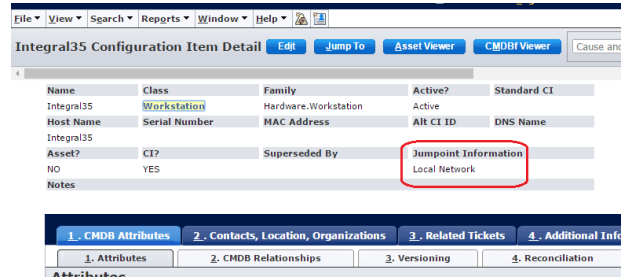 File View Search Reports Window Help
Integral35 Configuration Item Detail Edit Jump To Asset Viewer CMDBf Viewer Cause and
Name Class Family Active? Standard CI
Integral35 Workstation Hardware.Workstation Active
Host Name Serial Number MAC Address Alt CI ID DNS Name
Integral35
Asset? CI? Superseded By Jumpoint Information
NO YES Local Network
Notes
1. CMDB Attributes 2. Contacts, Location, Organizations 3. Related Tickets 4. Additional Info
1. Attributes 2. CMDB Relationships 3. Versioning 4. Reconciliation
Attributes